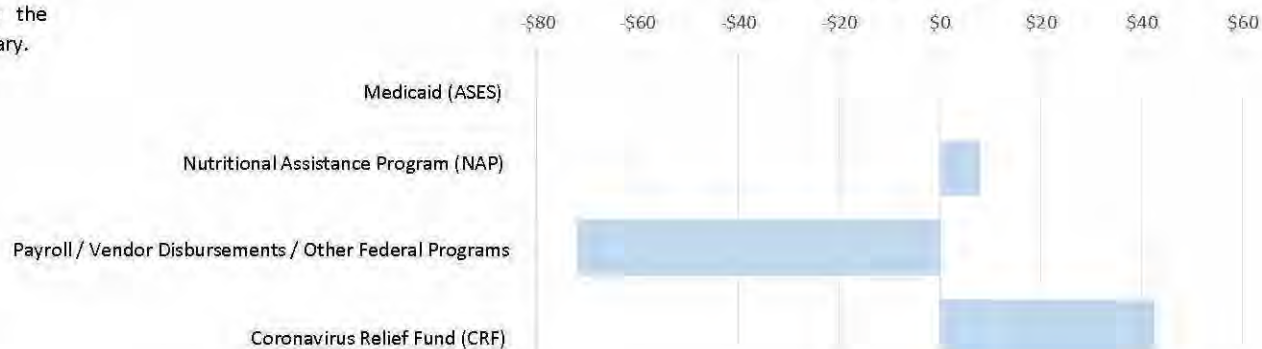 the
ary.
-$80 -$60 -$40 -$20 $0 $20 $40 $60
Medicaid (ASES)
Nutritional Assistance Program (NAP)
Payroll / Vendor Disbursements / Other Federal Programs
Coronavirus Relief Fund (CRF)